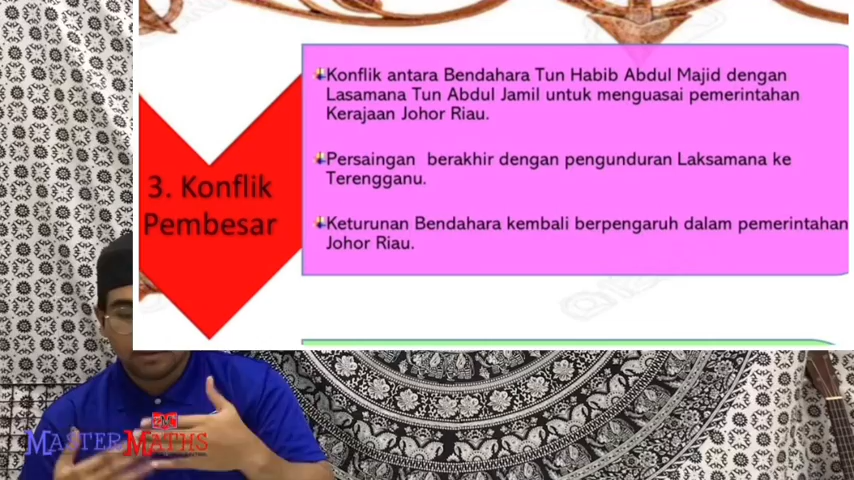 Konflik antara Bendahara Tun Habib Abdul Majid dengan
Lasamana Tun Abdul Jamil untuk menguasai pemerintahan
Kerajaan Johor Riau.
3. Konflik
Pembesar
Persaingan berakhir dengan pengunduran Laksamana ke
Terengganu.
Keturunan Bendahara kembali berpengaruh dalam pemerintahan
Johor Riau.
MASTER MATHS